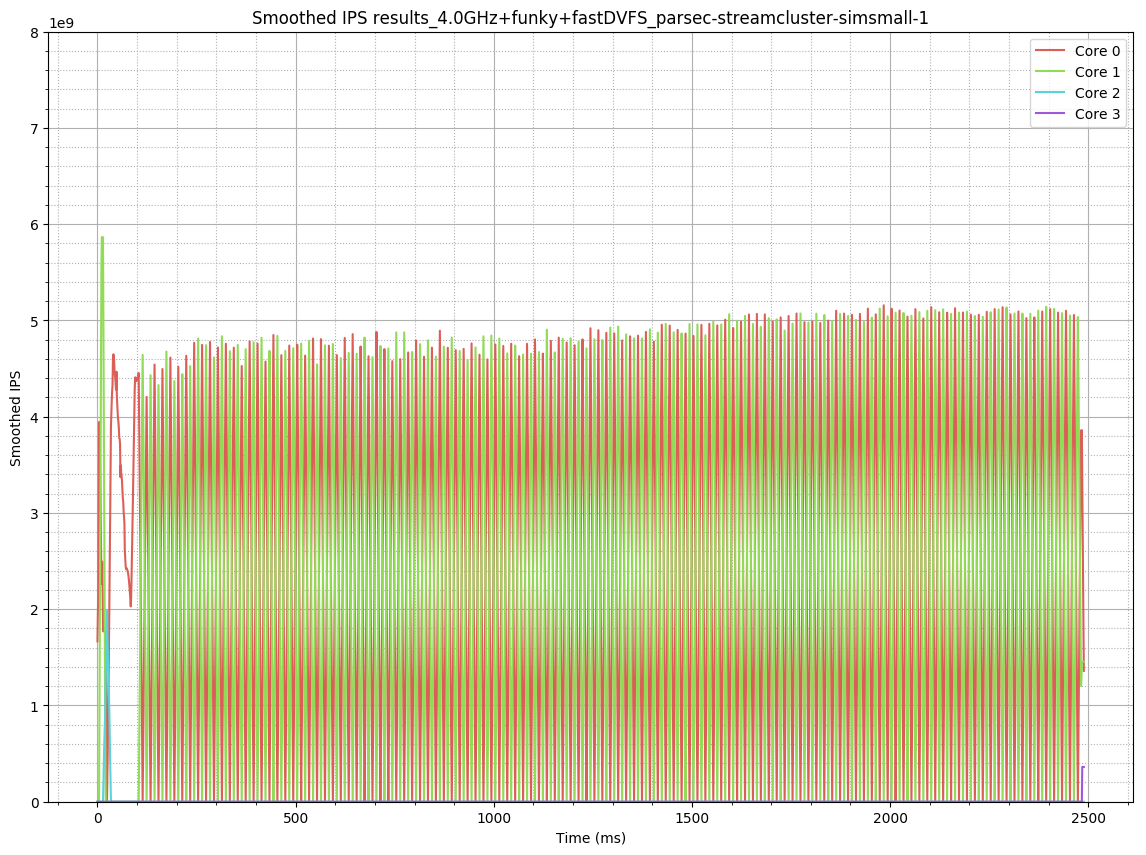 Smoothed IPS results_4.0GHz+funky+fastDVFS_parsec-streamcluster-simsmall-1
1e9
8
7
6
5
4
3
2
1
0
Smoothed IPS
0 500 1000 1500 2000 2500
Time (ms)
Core 0
Core 1
Core 2
Core 3